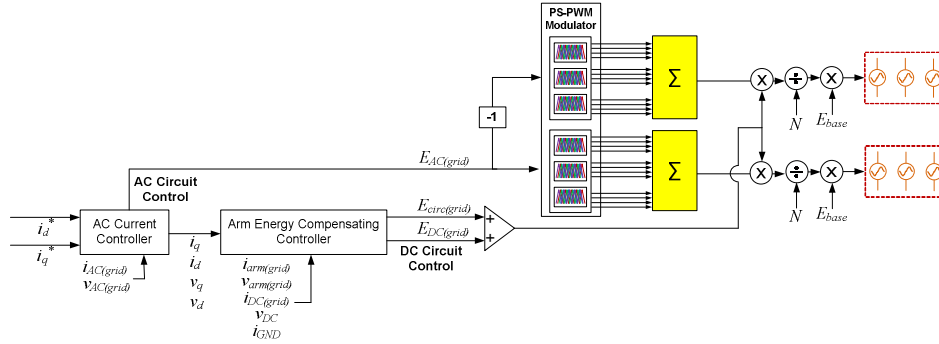 PS-PWM
Modulator
Σ
X
÷
X
N
E_base
-1
E_AC(grid)
Σ
X
÷
X
N
E_base
AC Circuit
Control
i_d*
i_q*
AC Current
Controller
i_AC(grid)
v_AC(grid)
i_q
i_d
v_q
v_d
Arm Energy Compensating
Controller
E_circ(grid)
E_DC(grid)
DC Circuit
Control
+
+
i_arm(grid)
v_arm(grid)
i_DC(grid)
v_DC
i_GND